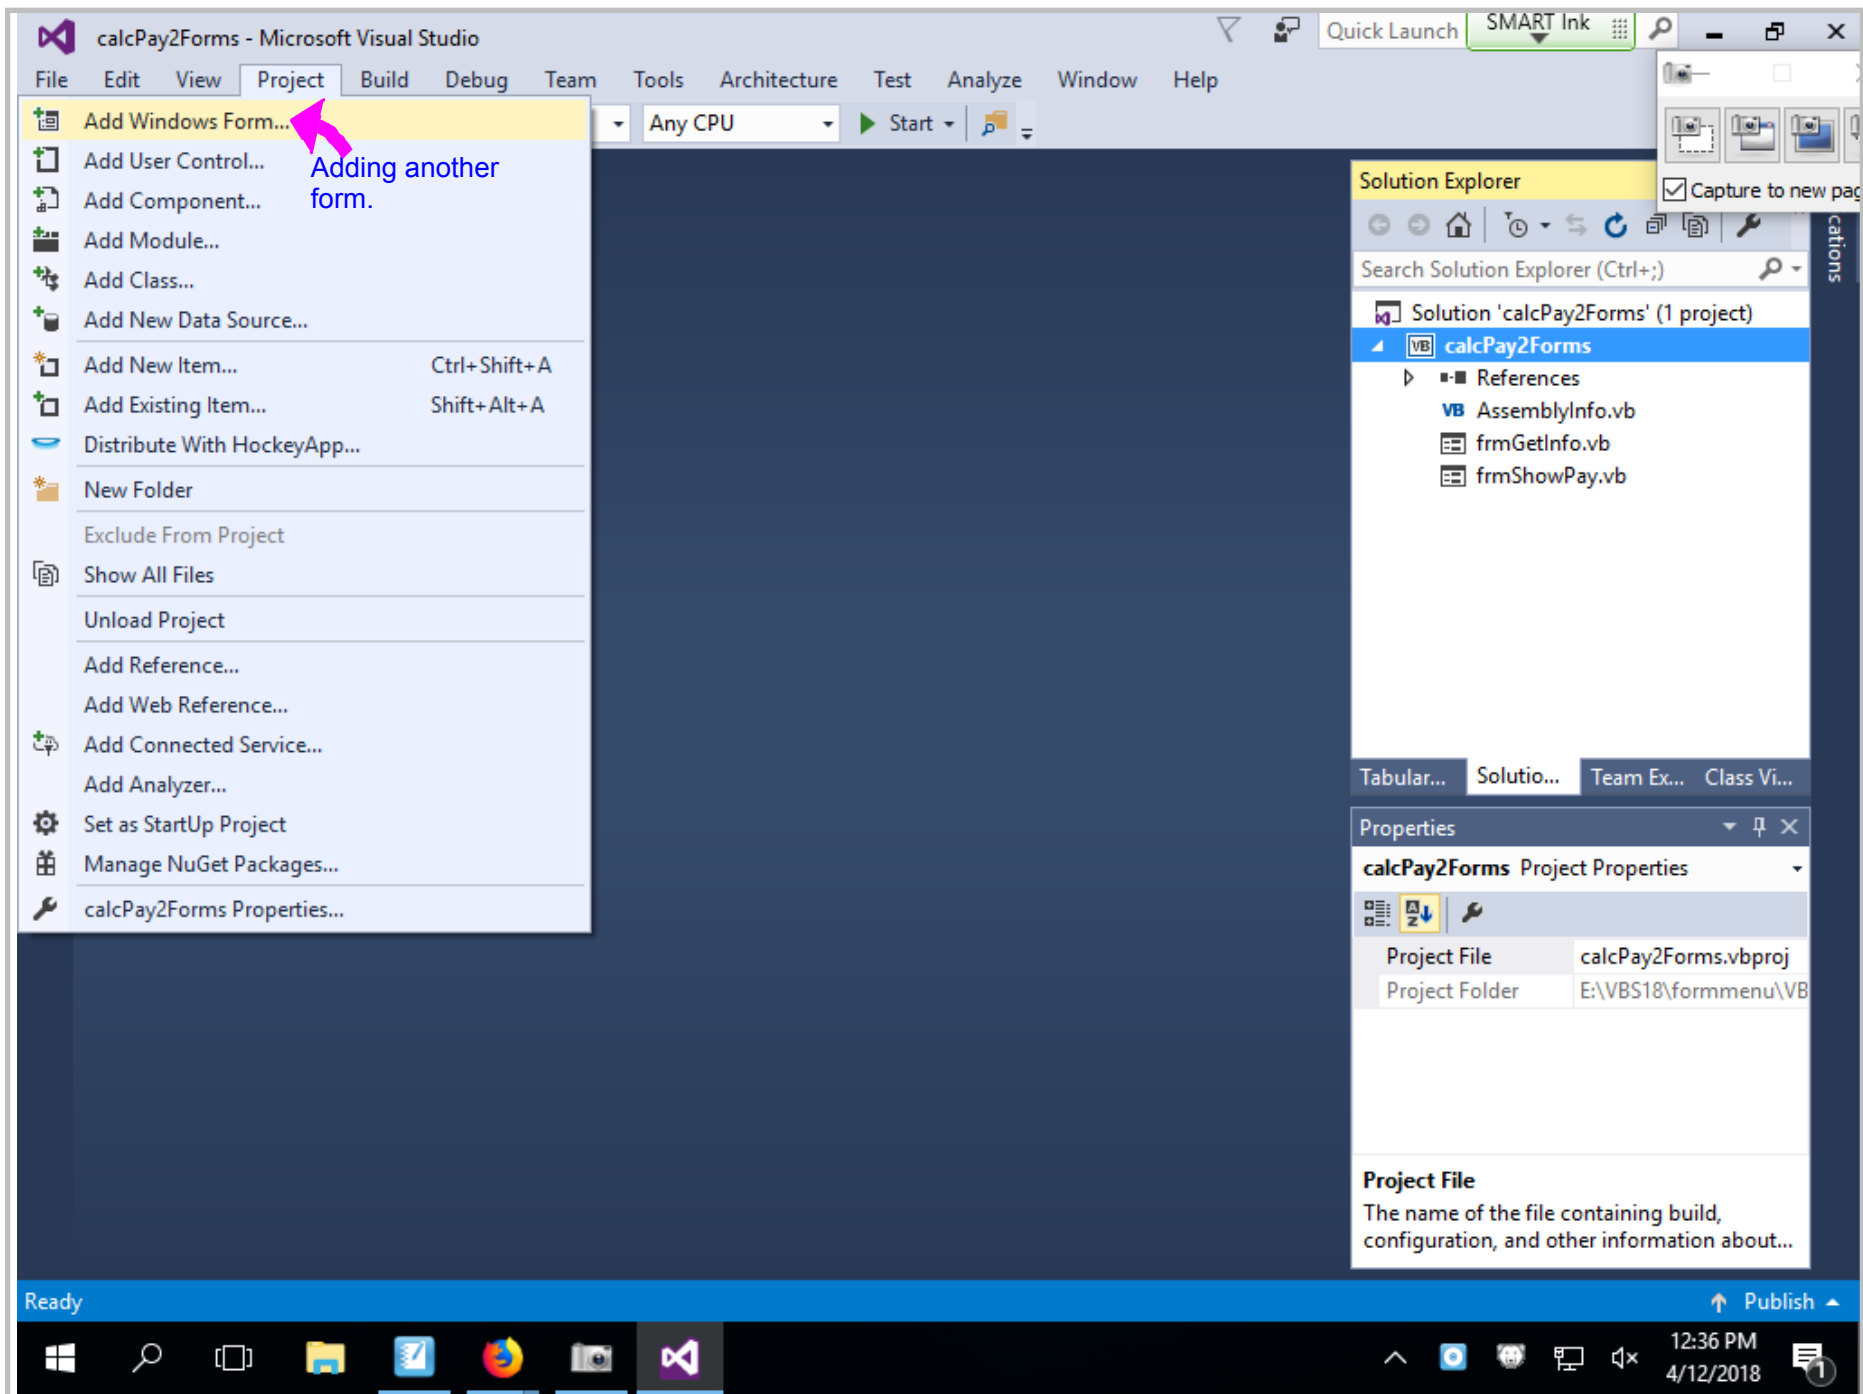 calcPay2Forms - Microsoft Visual Studio
Quick Launch
SMART Ink
File Edit View Project Build Debug Team Tools Architecture Test Analyze Window Help
Add Windows Form...
Any CPU
Start
Adding another
form.
Add User Control...
Add Component...
Add Module...
Add Class...
Add New Data Source...
Add New Item... Ctrl+Shift+A
Add Existing Item... Shift+Alt+A
Distribute With HockeyApp...
New Folder
Exclude From Project
Show All Files
Unload Project
Add Reference...
Add Web Reference...
Add Connected Service...
Add Analyzer...
Set as StartUp Project
Manage NuGet Packages...
calcPay2Forms Properties...
Capture to new pag
Solution Explorer
cations
Search Solution Explorer (Ctrl+;)
Solution 'calcPay2Forms' (1 project)
VB calcPay2Forms
References
VB AssemblyInfo.vb
frmGetInfo.vb
frmShowPay.vb
Tabular... Solutio... Team Ex... Class Vi...
Properties
calcPay2Forms Project Properties
Project File calcPay2Forms.vbproj
Project Folder E:\VBS18\formmenu\VB
Project File
The name of the file containing build,
configuration, and other information about...
Ready
Publish
12:36 PM
4/12/2018
1